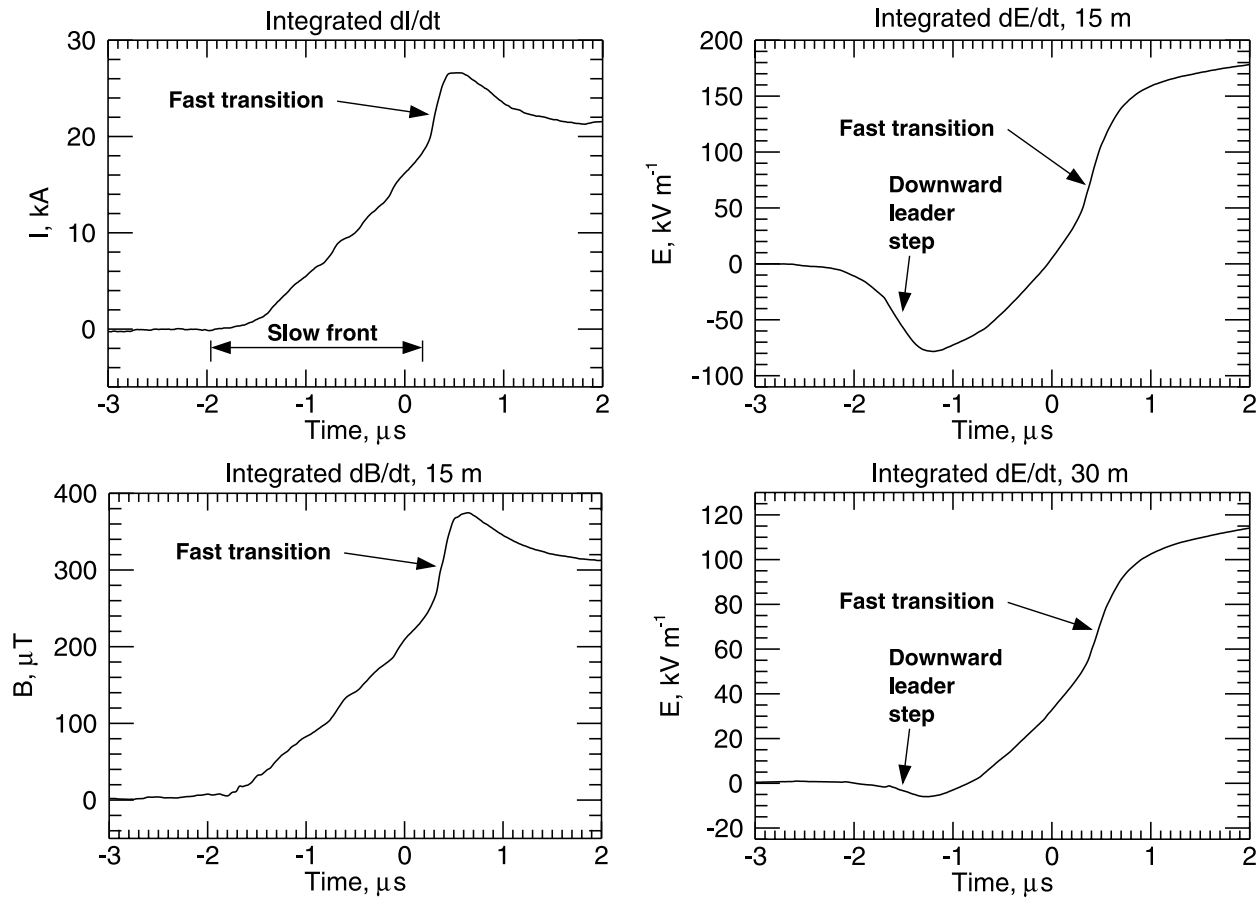 Integrated dI/dt
30
20
10
0
I, kA
Fast transition
Slow front
-3 -2 -1 0 1 2
Time, μs
Integrated dE/dt, 15 m
200
150
100
50
0
-50
-100
E, kV m-1
Fast transition
Downward
leader
step
-3 -2 -1 0 1 2
Time, μs
Integrated dB/dt, 15 m
400
300
200
100
0
B, μT
Fast transition
-3 -2 -1 0 1 2
Time, μs
Integrated dE/dt, 30 m
120
100
80
60
40
20
0
-20
E, kV m-1
Fast transition
Downward
leader
step
-3 -2 -1 0 1 2
Time, μs